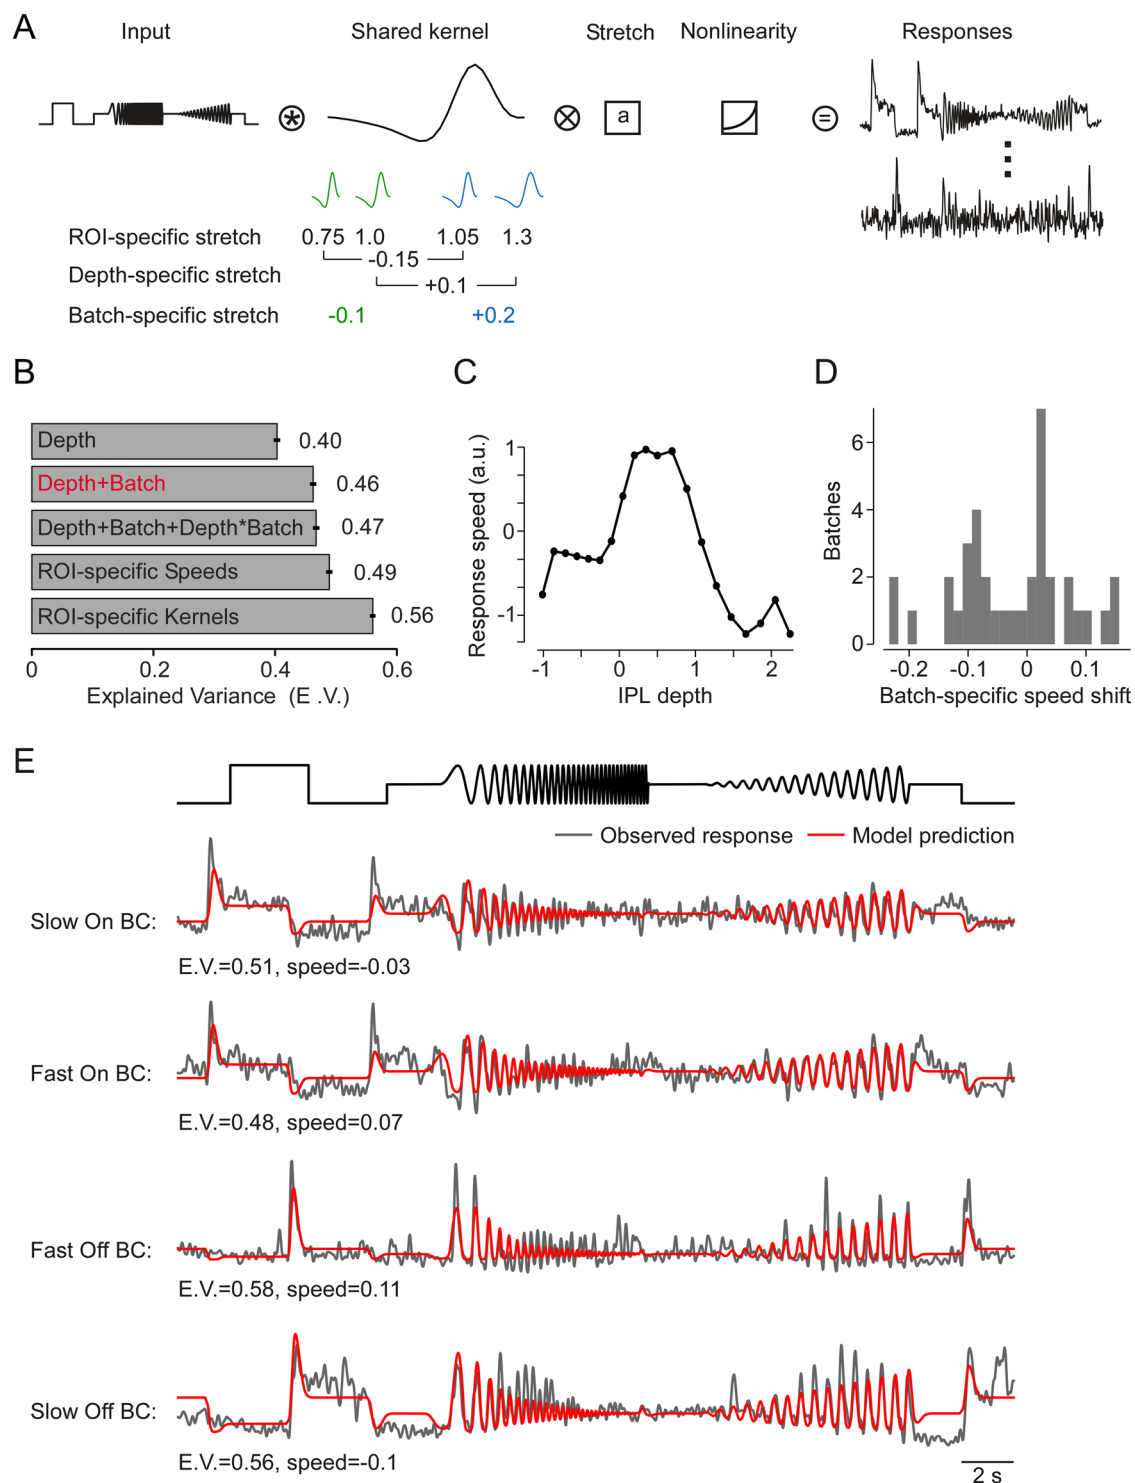 A
Input Shared kernel Stretch Nonlinearity Responses
* ⊗ a =
ROI-specific stretch 0.75 1.0 1.05 1.3
-0.15
Depth-specific stretch
+0.1
Batch-specific stretch -0.1 +0.2
B
Depth 0.40
Depth+Batch 0.46
Depth+Batch+Depth*Batch 0.47
ROI-specific Speeds 0.49
ROI-specific Kernels 0.56
0 0.2 0.4 0.6
Explained Variance (E .V.)
C
Response speed (a.u.)
1
0
-1
-1 0 1 2
IPL depth
D
Batches
6
4
2
0
-0.2 -0.1 0 0.1
Batch-specific speed shift
E
Observed response Model prediction
Slow On BC:
E.V.=0.51, speed=-0.03
Fast On BC:
E.V.=0.48, speed=0.07
Fast Off BC:
E.V.=0.58, speed=0.11
Slow Off BC:
E.V.=0.56, speed=-0.1
2 s